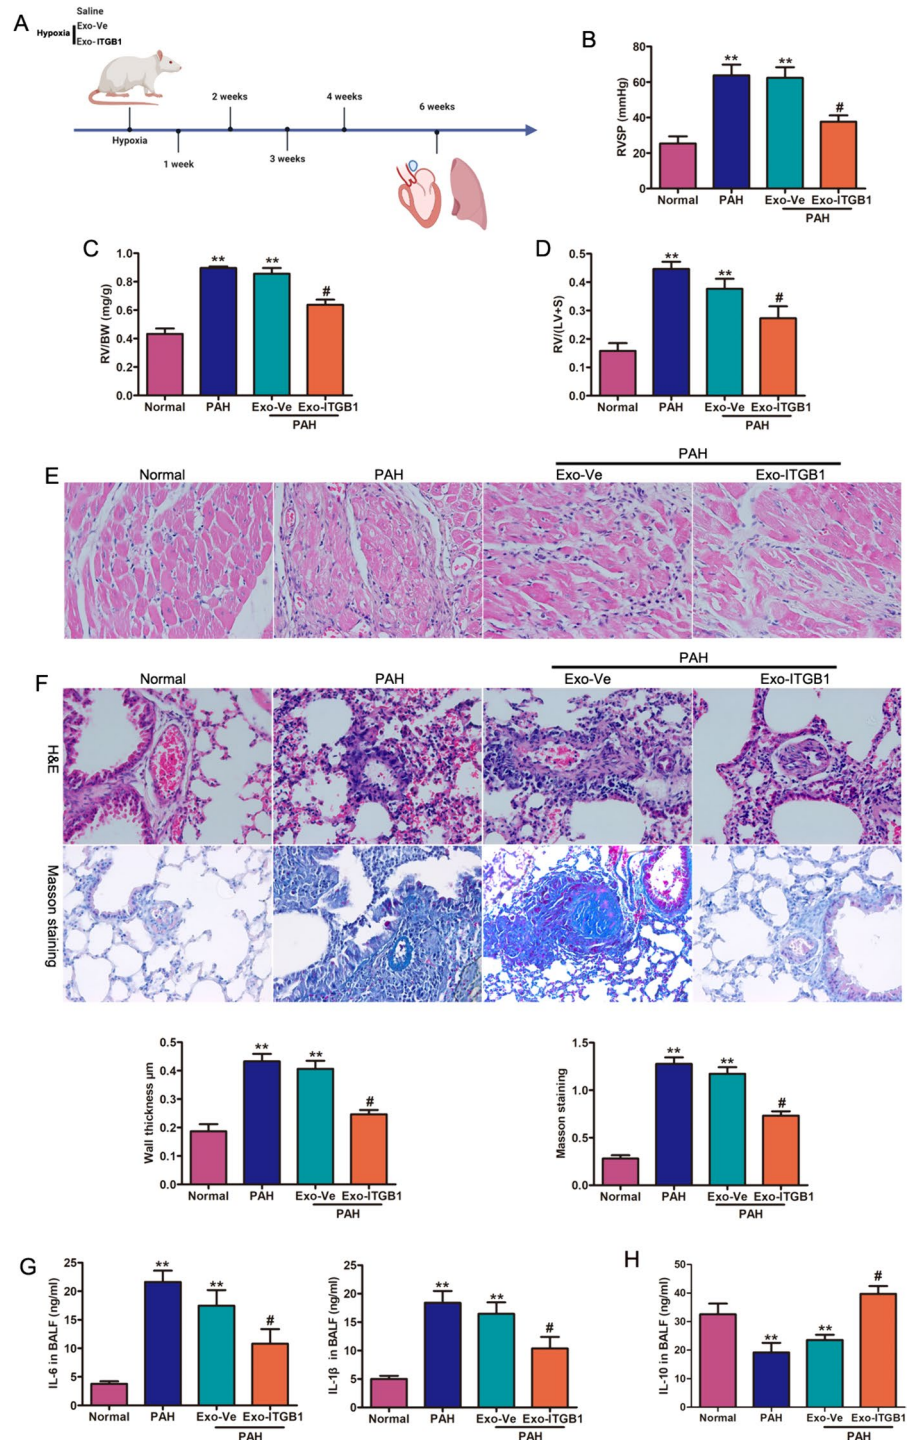 A
Saline
Hypoxia
Exo-Ve
Exo-ITGB1
2 weeks
4 weeks
6 weeks
Hypoxia
1 week
3 weeks
B
RVSP (mmHg)
80
60
40
20
0
**
**
#
Normal PAH Exo-Ve Exo-ITGB1
PAH
C
RV/BW (mg/g)
1.0
0.8
0.6
0.4
0.2
0.0
**
**
#
Normal PAH Exo-Ve Exo-ITGB1
PAH
D
RV/(LV+S)
0.5
0.4
0.3
0.2
0.1
0.0
**
**
#
Normal PAH Exo-Ve Exo-ITGB1
PAH
E
PAH
Normal PAH Exo-Ve Exo-ITGB1
F
PAH
Normal PAH Exo-Ve Exo-ITGB1
H&E
Masson staining
Wall thickness μm
0.5
0.4
0.3
0.2
0.1
0.0
**
**
#
Normal PAH Exo-Ve Exo-ITGB1
PAH
Masson staining
1.5
1.0
0.5
0.0
**
**
#
Normal PAH Exo-Ve Exo-ITGB1
PAH
G
IL-6 in BALF (ng/ml)
25
20
15
10
5
0
**
**
#
Normal PAH Exo-Ve Exo-ITGB1
PAH
IL-1β in BALF (ng/ml)
25
20
15
10
5
0
**
**
#
Normal PAH Exo-Ve Exo-ITGB1
PAH
H
IL-10 in BALF (ng/ml)
50
40
30
20
10
0
**
**
#
Normal PAH Exo-Ve Exo-ITGB1
PAH